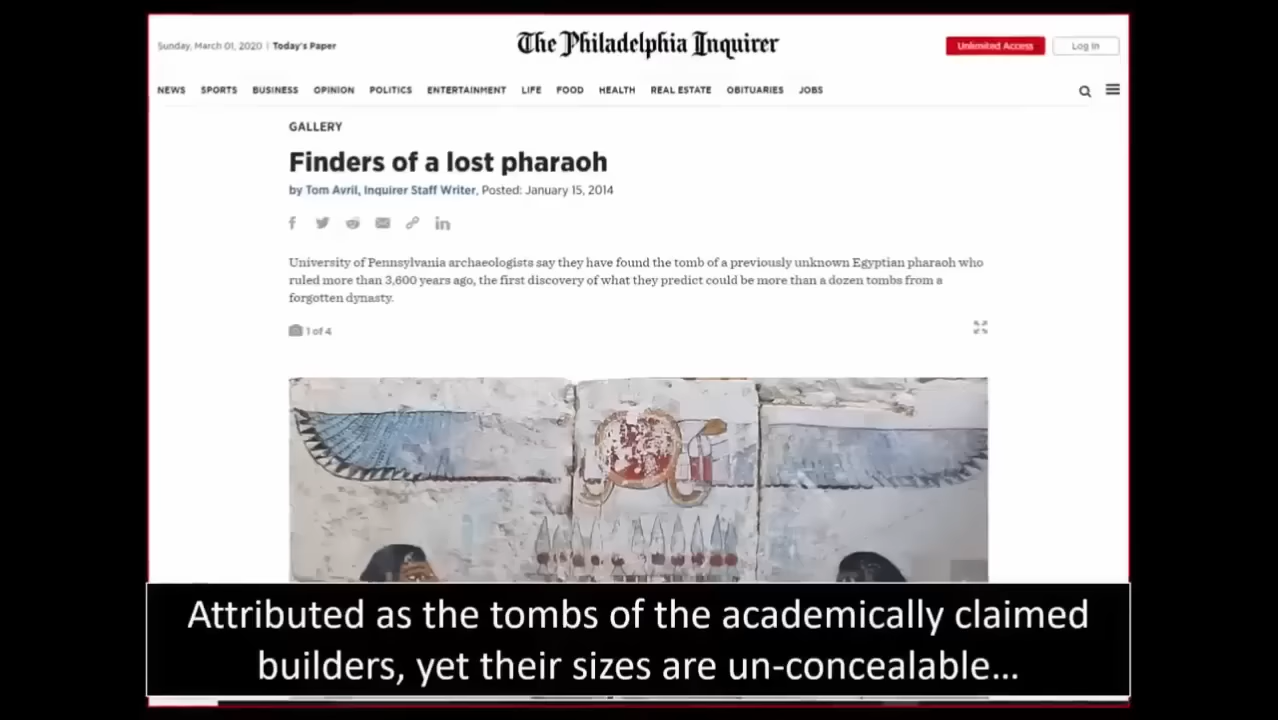 Sunday, March 01, 2020 | Today's Paper
The Philadelphia Inquirer
Unlimited Access
Log In
NEWS SPORTS BUSINESS OPINION POLITICS ENTERTAINMENT LIFE FOOD HEALTH REAL ESTATE OBITUARIES JOBS
GALLERY
Finders of a lost pharaoh
by Tom Avril, Inquirer Staff Writer, Posted: January 15, 2014
University of Pennsylvania archaeologists say they have found the tomb of a previously unknown Egyptian pharaoh who
ruled more than 3,600 years ago, the first discovery of what they predict could be more than a dozen tombs from a
forgotten dynasty.
1 of 4
Attributed as the tombs of the academically claimed
builders, yet their sizes are un-concealable…